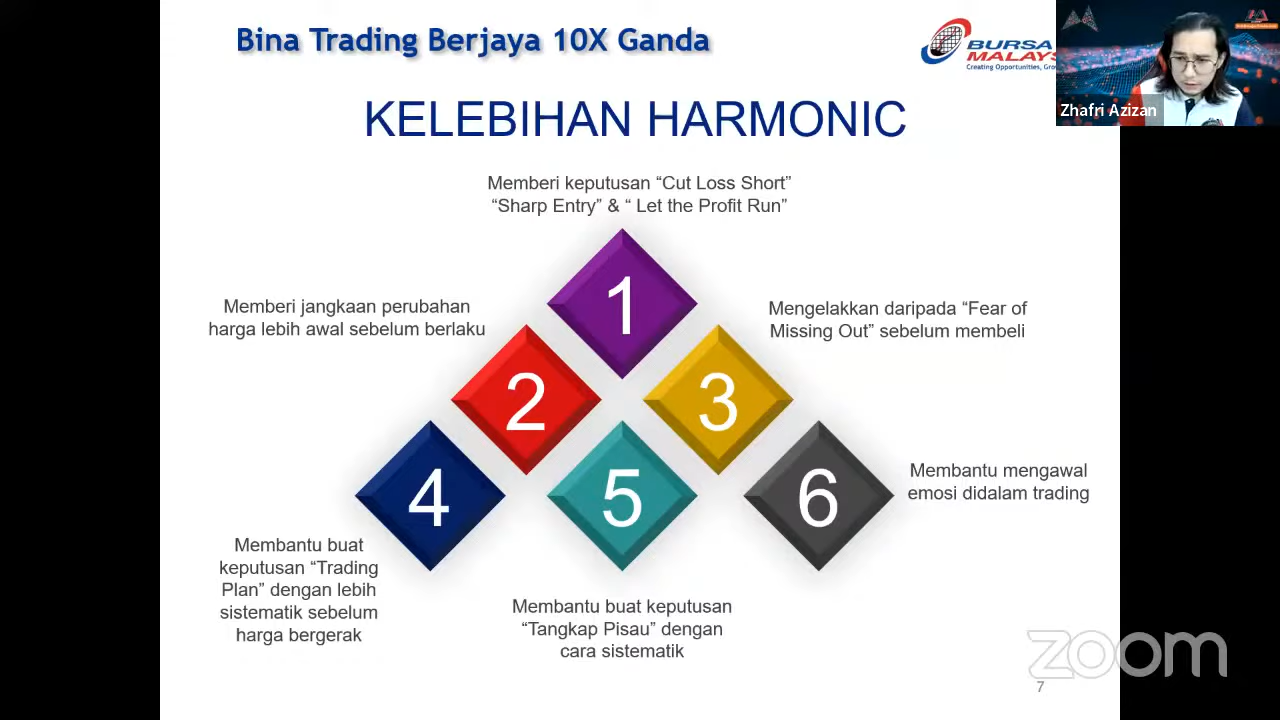 Bina Trading Berjaya 10X Ganda
BURSA
MALAYS
Creating Opportunities, Gro
Zhafri Azizan
KELEBIHAN HARMONIC
Memberi keputusan “Cut Loss Short”
“Sharp Entry” & “ Let the Profit Run”
1
Memberi jangkaan perubahan
harga lebih awal sebelum berlaku
2
Mengelakkan daripada “Fear of
Missing Out” sebelum membeli
3
4
Membantu buat
keputusan “Trading
Plan” dengan lebih
sistematik sebelum
harga bergerak
5
Membantu buat keputusan
“Tangkap Pisau” dengan
cara sistematik
6
Membantu mengawal
emosi didalam trading
zoom
7